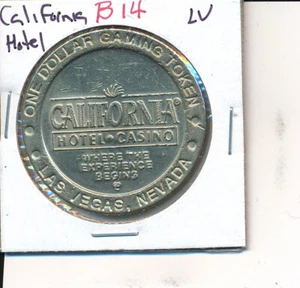 California B14 LV
Hotel
ONE DOLLAR GAMING TOKEN
CALIFORNIA
HOTEL • CASINO
WHERE THE
EXPERIENCE
BEGINS
LAS VEGAS, NEVADA